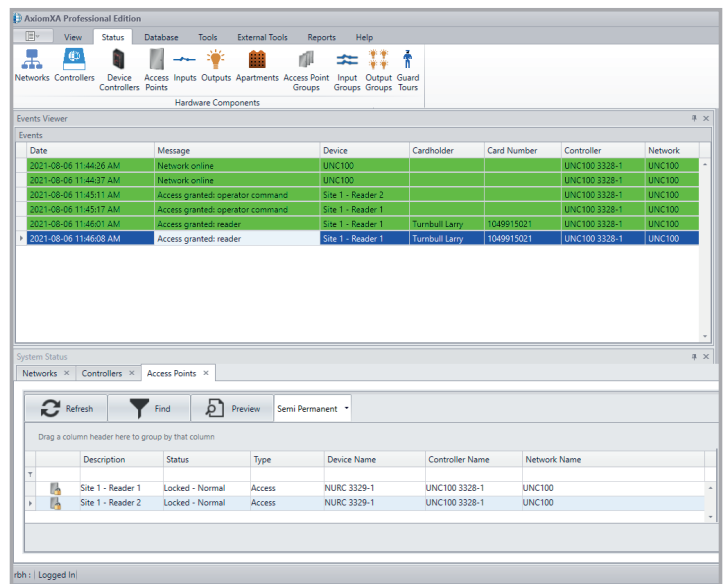 AxiomXA Professional Edition
View Status Database Tools External Tools Reports Help
Networks Controllers Device Controllers Access Points Inputs Outputs Apartments Access Point Groups Input Groups Output Groups Guard Tours
Hardware Components
Events Viewer
Events
Date Message Device Cardholder Card Number Controller Network
2021-08-06 11:44:26 AM Network online UNC100 UNC100 3328-1 UNC100
2021-08-06 11:44:37 AM Network online UNC100 UNC100 3328-1 UNC100
2021-08-06 11:45:11 AM Access granted: operator command Site 1 - Reader 2 UNC100 3328-1 UNC100
2021-08-06 11:45:17 AM Access granted: operator command Site 1 - Reader 1 UNC100 3328-1 UNC100
2021-08-06 11:46:01 AM Access granted: reader Site 1 - Reader 1 Turnbull Larry 1049915021 UNC100 3328-1 UNC100
2021-08-06 11:46:08 AM Access granted: reader Site 1 - Reader 1 Turnbull Larry 1049915021 UNC100 3328-1 UNC100
System Status
Networks Controllers Access Points
Refresh Find Preview Semi Permanent
Drag a column header here to group by that column
Description Status Type Device Name Controller Name Network Name
Site 1 - Reader 1 Locked - Normal Access NURC 3329-1 UNC100 3328-1 UNC100
Site 1 - Reader 2 Locked - Normal Access NURC 3329-1 UNC100 3328-1 UNC100
rbh : | Logged In|